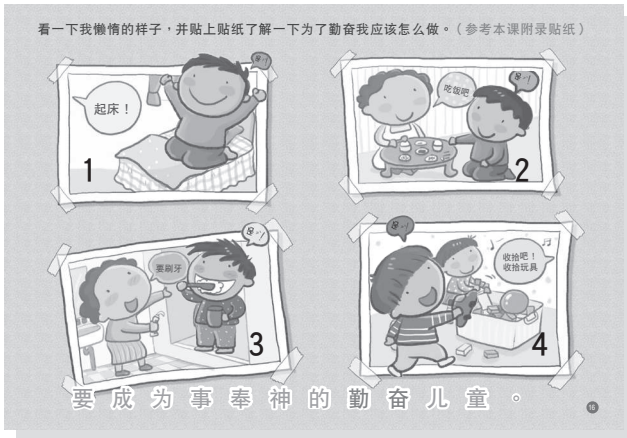 看一下我懒惰的样子，并贴上贴纸了解一下为了勤奋我应该怎么做。（参考本课附录贴纸）
起床！
1
吃饭吧
2
要刷牙
3
收拾吧！
收拾玩具
4
要成为事奉神的勤奋儿童。
16